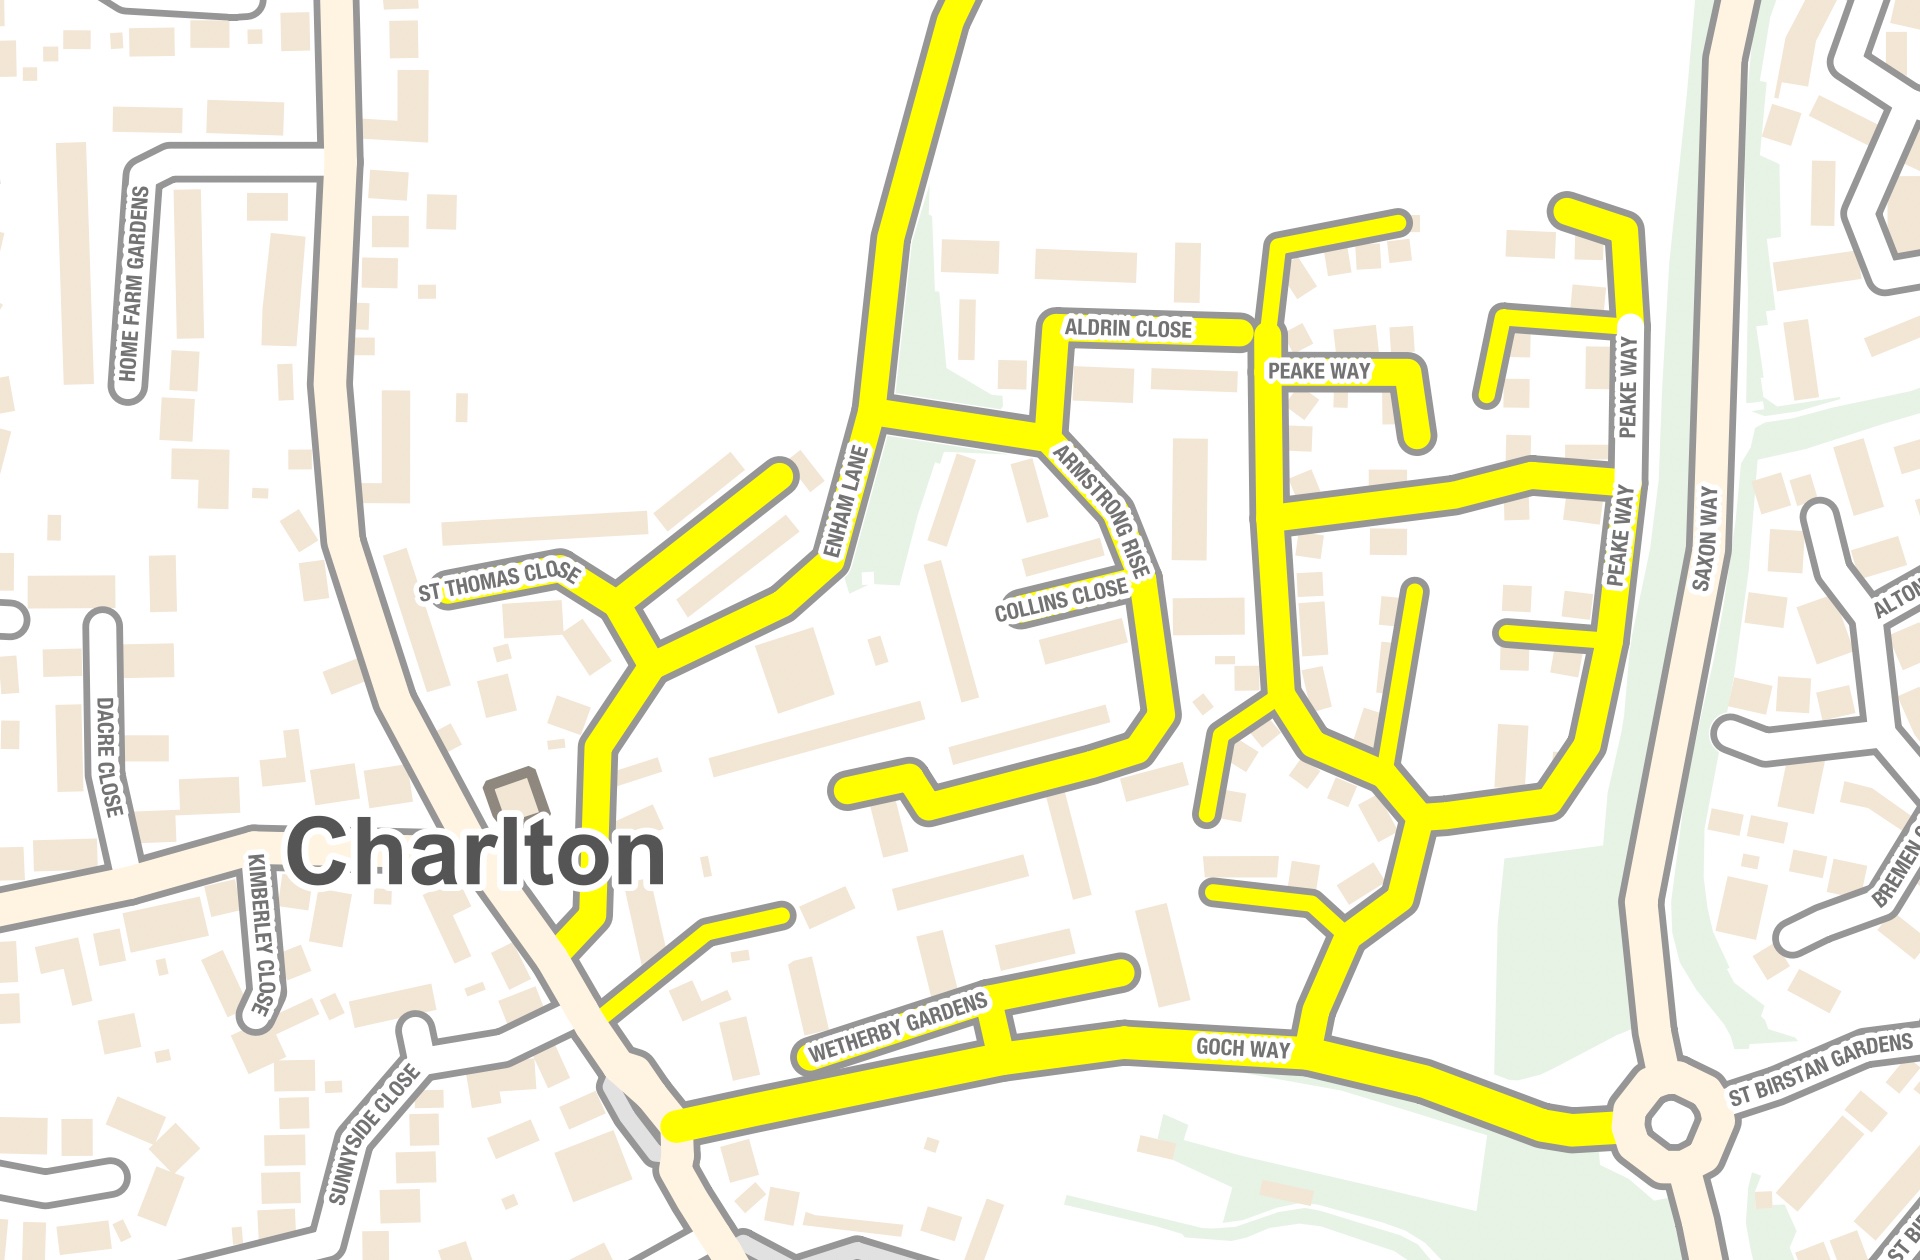 HOME FARM GARDENS
ALDRIN CLOSE
PEAKE WAY
PEAKE WAY
ENHAM LANE
ARMSTRONG RISE
PEAKE WAY
SAXON WAY
ST THOMAS CLOSE
COLLINS CLOSE
DACRE CLOSE
Charlton
KIMBERLEY CLOSE
WETHERBY GARDENS
GOCH WAY
SUNNYSIDE CLOSE
ST BIRSTAN GARDENS
ALTON
BREMEN
ST BI